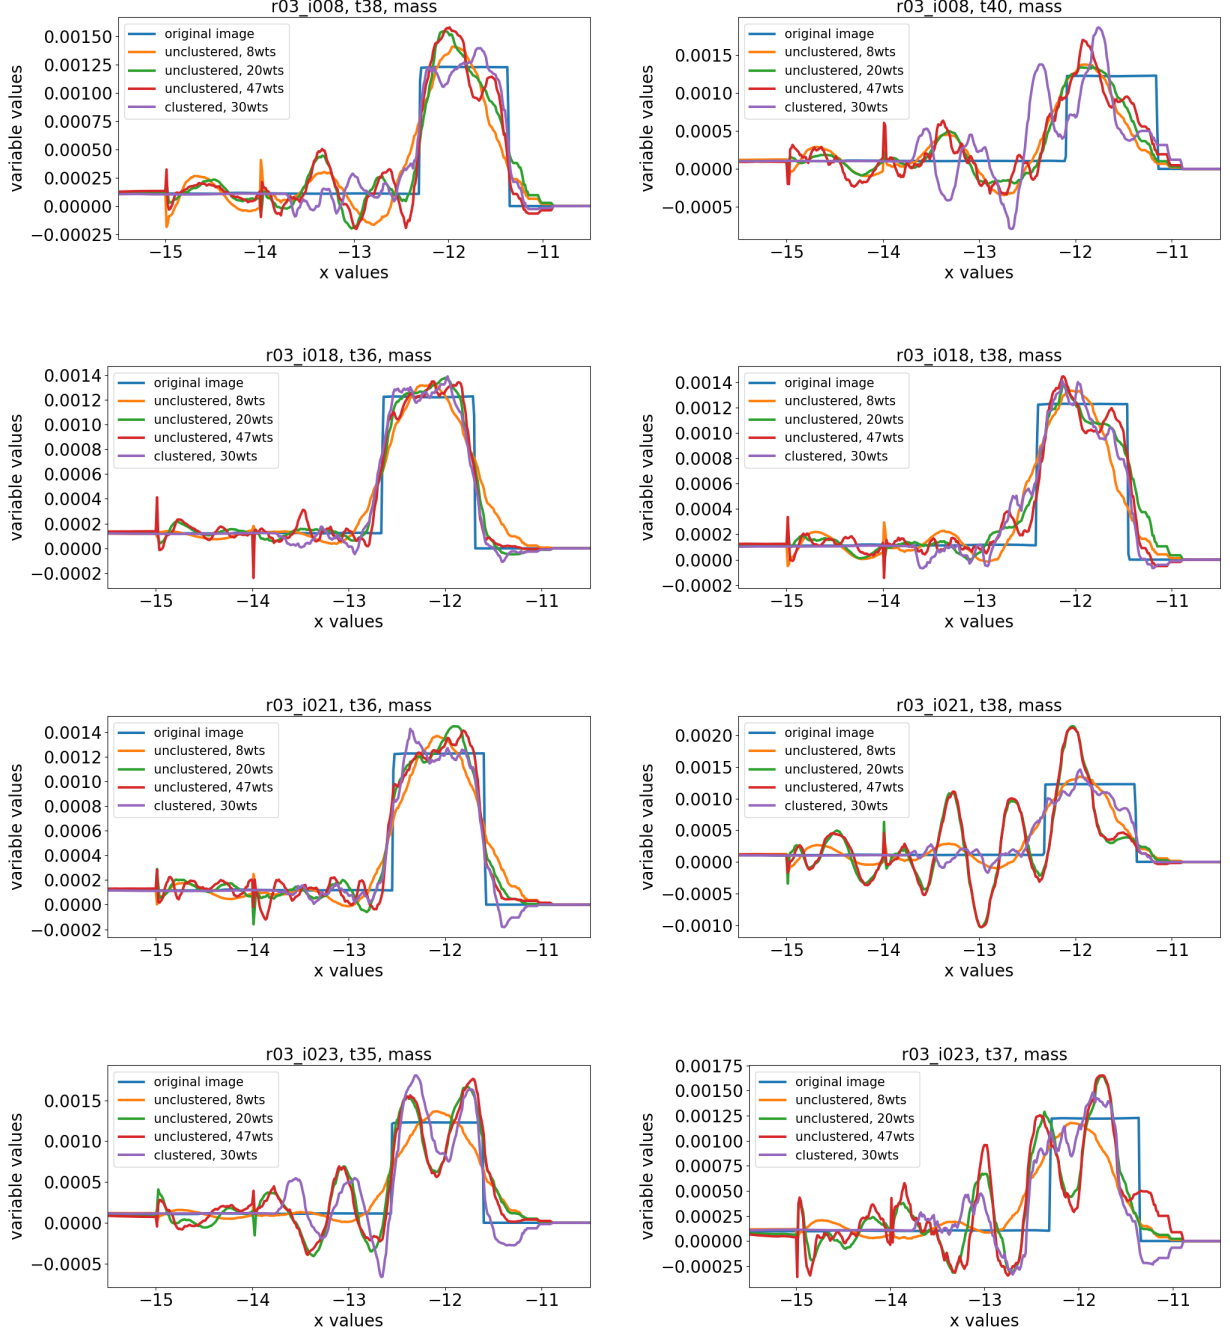 r03_i008, t38, mass
variable values
0.00150
0.00125
0.00100
0.00075
0.00050
0.00025
0.00000
−0.00025
original image
unclustered, 8wts
unclustered, 20wts
unclustered, 47wts
clustered, 30wts
−15 −14 −13 −12 −11
x values
r03_i008, t40, mass
variable values
0.0015
0.0010
0.0005
0.0000
−0.0005
original image
unclustered, 8wts
unclustered, 20wts
unclustered, 47wts
clustered, 30wts
−15 −14 −13 −12 −11
x values
r03_i018, t36, mass
variable values
0.0014
0.0012
0.0010
0.0008
0.0006
0.0004
0.0002
0.0000
−0.0002
original image
unclustered, 8wts
unclustered, 20wts
unclustered, 47wts
clustered, 30wts
−15 −14 −13 −12 −11
x values
r03_i018, t38, mass
variable values
0.0014
0.0012
0.0010
0.0008
0.0006
0.0004
0.0002
0.0000
−0.0002
original image
unclustered, 8wts
unclustered, 20wts
unclustered, 47wts
clustered, 30wts
−15 −14 −13 −12 −11
x values
r03_i021, t36, mass
variable values
0.0014
0.0012
0.0010
0.0008
0.0006
0.0004
0.0002
0.0000
−0.0002
original image
unclustered, 8wts
unclustered, 20wts
unclustered, 47wts
clustered, 30wts
−15 −14 −13 −12 −11
x values
r03_i021, t38, mass
variable values
0.0020
0.0015
0.0010
0.0005
0.0000
−0.0005
−0.0010
original image
unclustered, 8wts
unclustered, 20wts
unclustered, 47wts
clustered, 30wts
−15 −14 −13 −12 −11
x values
r03_i023, t35, mass
variable values
0.0015
0.0010
0.0005
0.0000
−0.0005
original image
unclustered, 8wts
unclustered, 20wts
unclustered, 47wts
clustered, 30wts
−15 −14 −13 −12 −11
x values
r03_i023, t37, mass
variable values
0.00175
0.00150
0.00125
0.00100
0.00075
0.00050
0.00025
0.00000
−0.00025
original image
unclustered, 8wts
unclustered, 20wts
unclustered, 47wts
clustered, 30wts
−15 −14 −13 −12 −11
x values